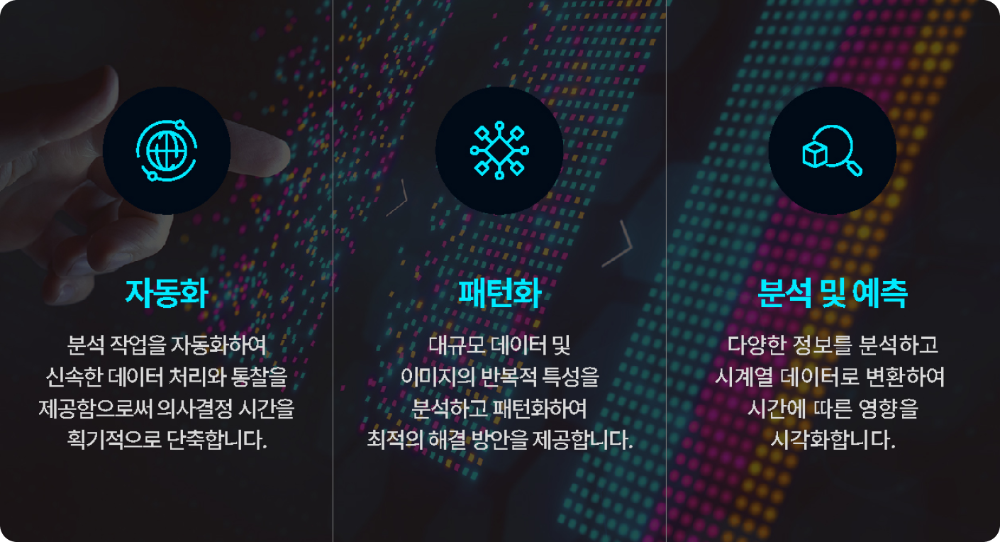 자동화
분석 작업을 자동화하여
신속한 데이터 처리와 통찰을
제공함으로써 의사결정 시간을
획기적으로 단축합니다.
패턴화
대규모 데이터 및
이미지의 반복적 특성을
분석하고 패턴화하여
최적의 해결 방안을 제공합니다.
분석 및 예측
다양한 정보를 분석하고
시계열 데이터로 변환하여
시간에 따른 영향을
시각화합니다.